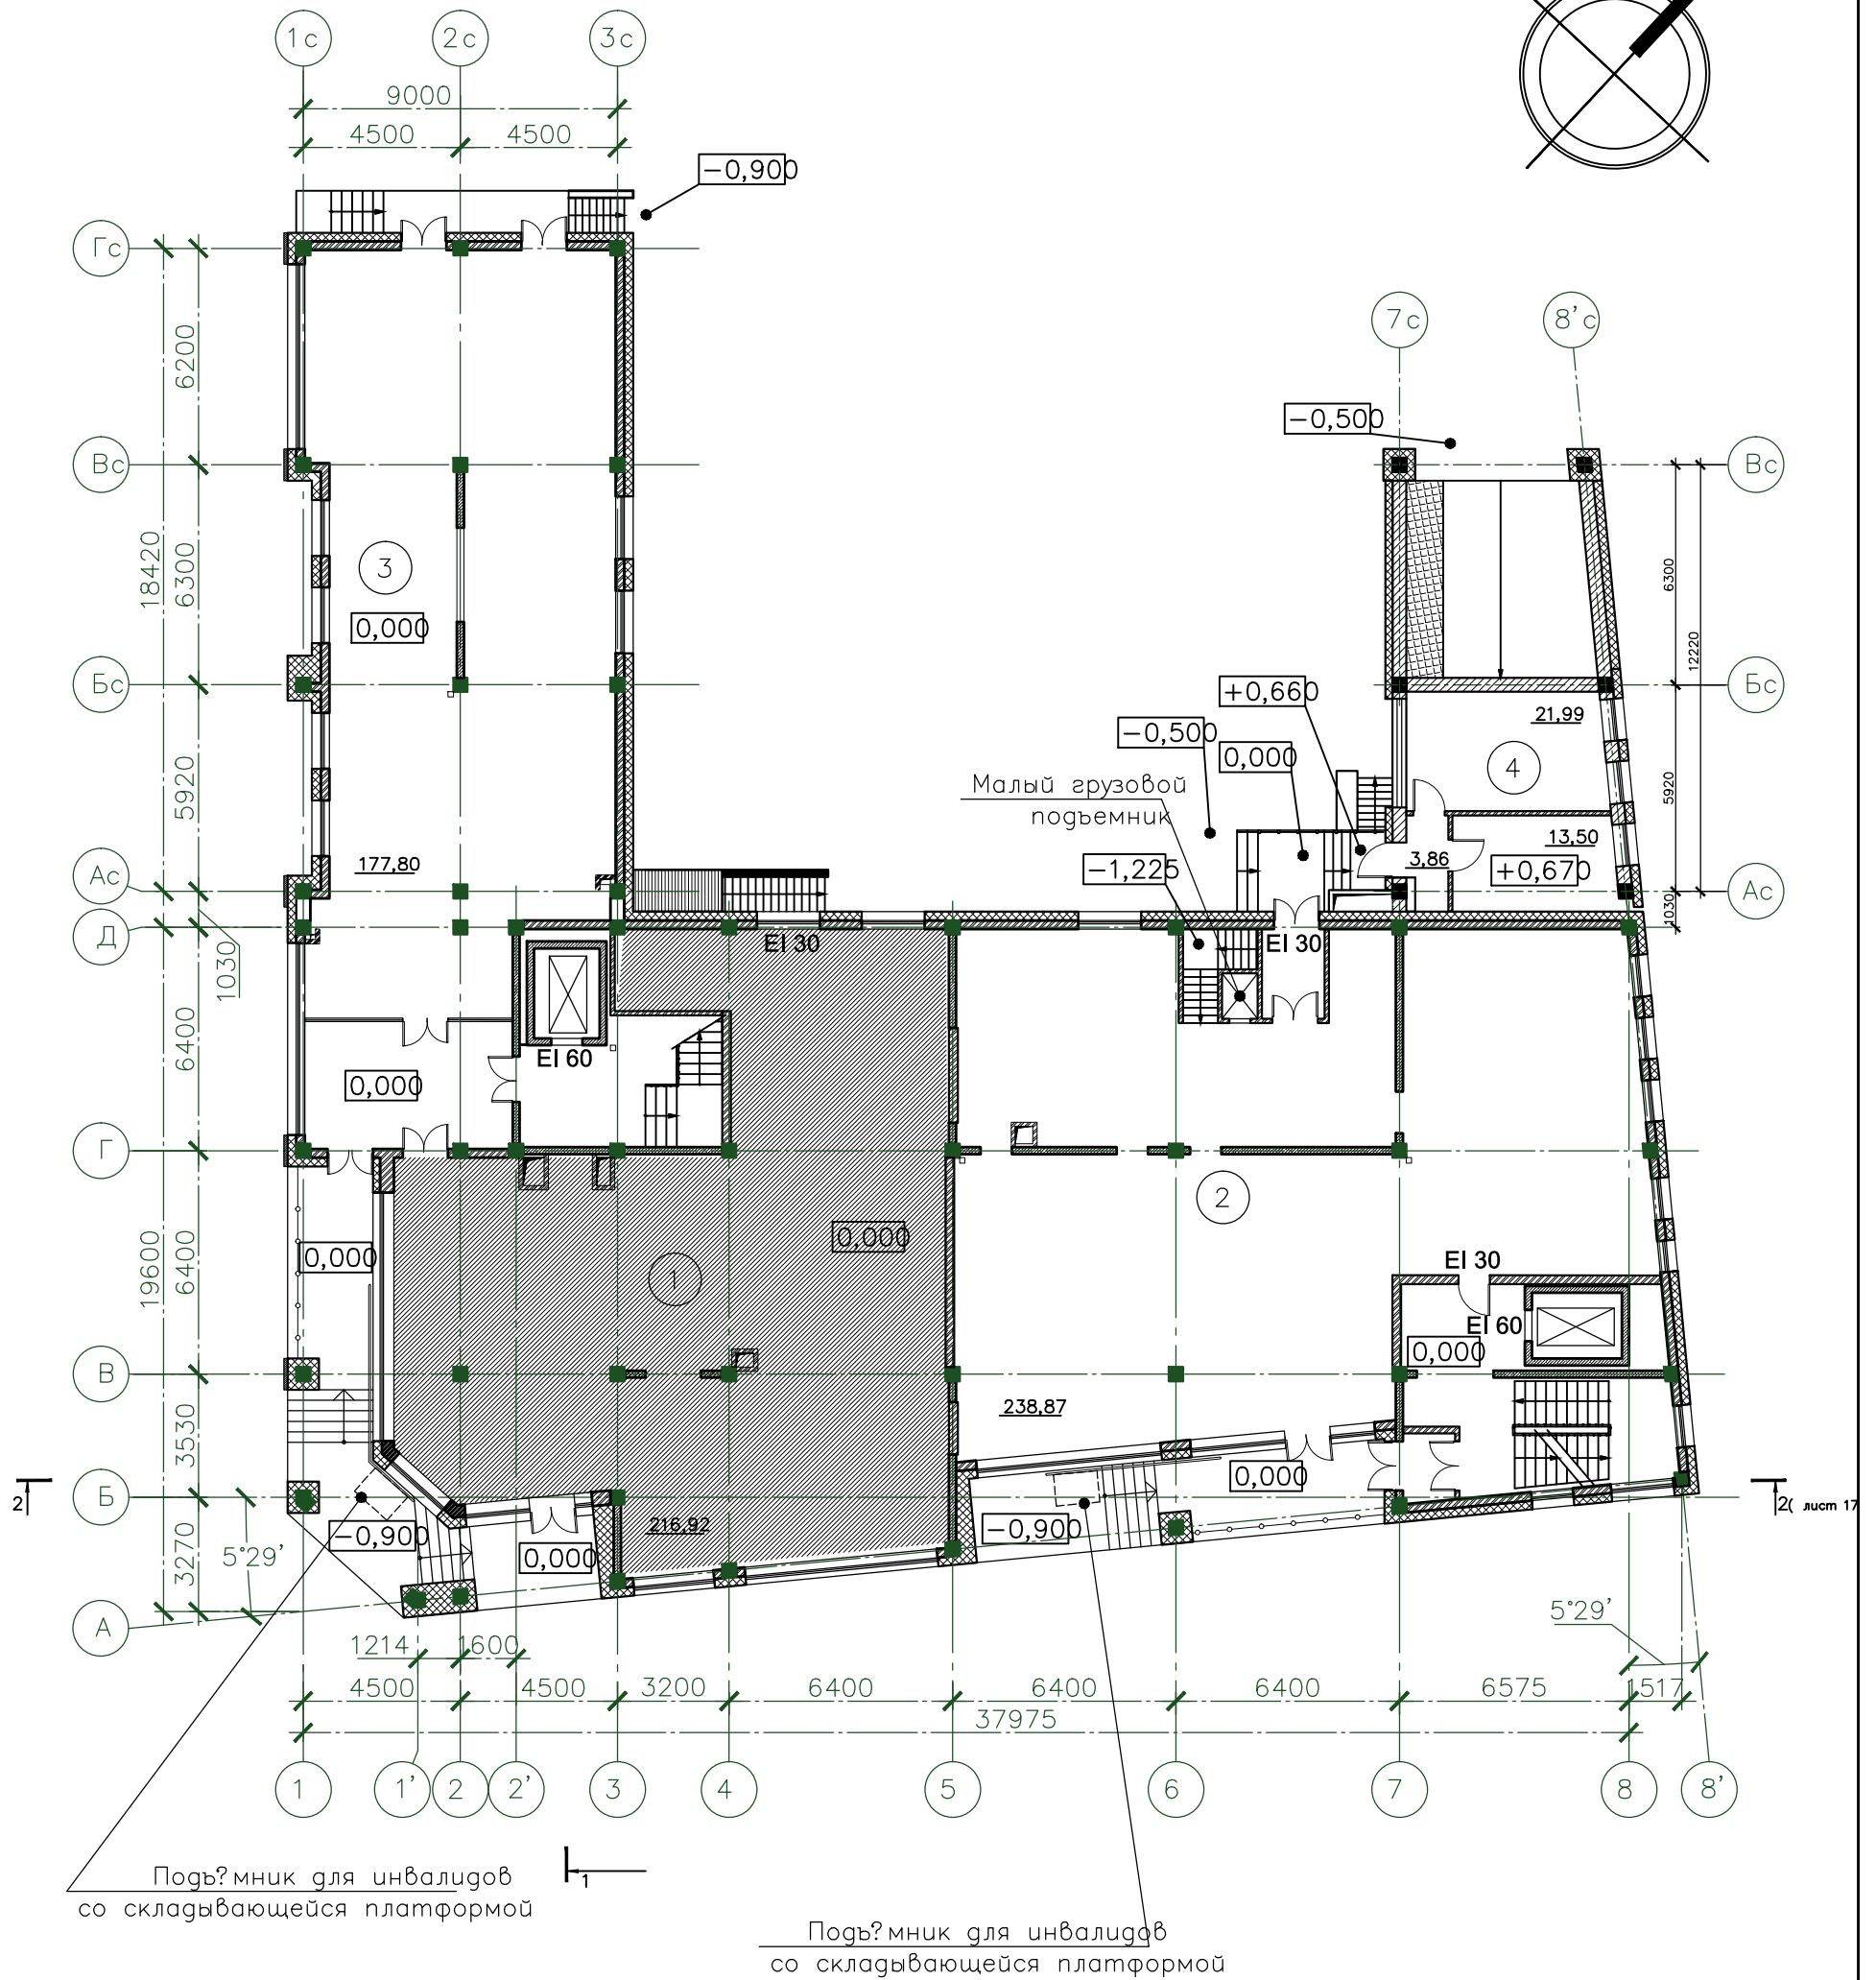 1с 2с 3с
9000
4500 4500
−0,900
Гс
7с 8'с
6200
−0,500
Вс Вс
18420
6300
3
0,000
6300
12220
Бс Бс
+0,660
−0,500
0,000
21,99
4
Малый грузовой
подъемник
5920
5920
13,50
3,86
+0,670
−1,225
177,80
Ас Ас
1030
Д
1030
EI 30 EI 30
6400
EI 60
0,000
Г
2
19600
6400
0,000
0,000
1
EI 30
EI 60
0,000
В
238,87
3530
0,000
2
Б
2( лист 17
216,92
−0,900
−0,900
0,000
3270
5°29'
А
5°29'
1214 1600
4500 4500 3200 6400 6400 6400 6575 1517
37975
1 1' 2 2' 3 4 5 6 7 8 8'
1
Подъ?мник для инвалидов
со складывающейся платформой
Подъ?мник для инвалидов
со складывающейся платформой